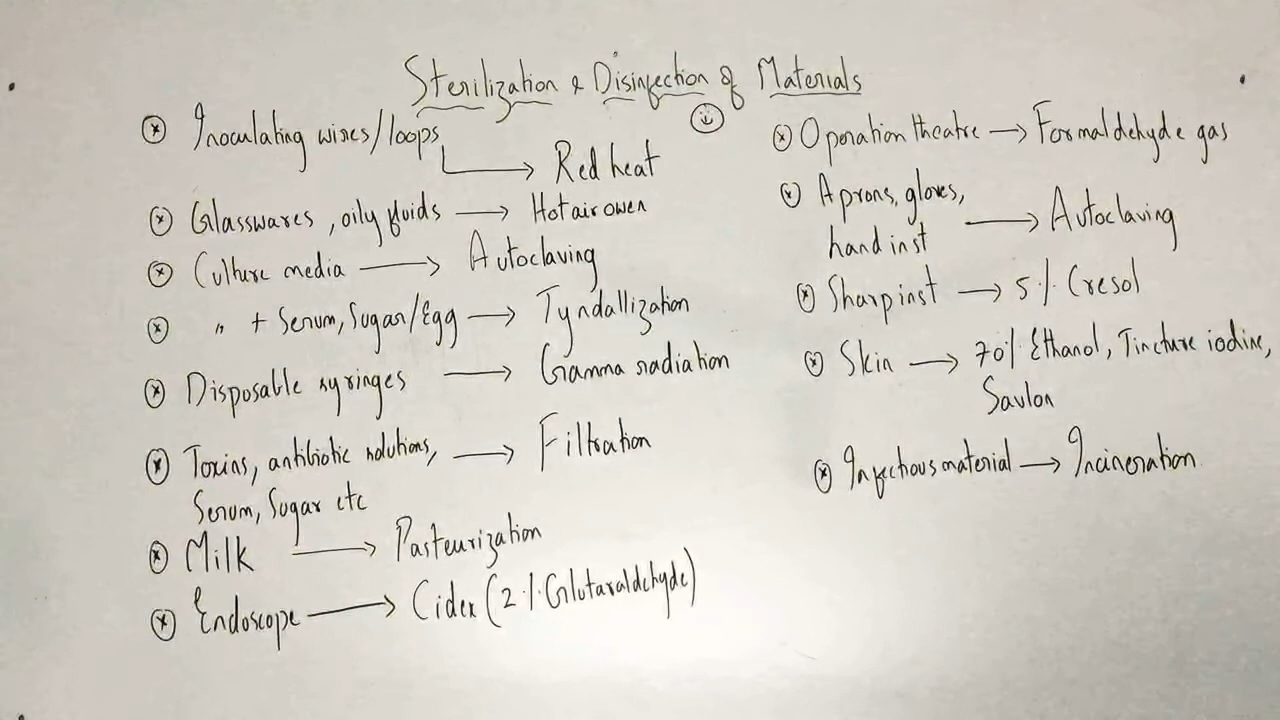 Sterilization & Disinfection of Materials
Inoculating wires/loops
Red heat
Glasswares, oily fluids → Hot air owen
Culture media → Autoclaving
" + Serum, Sugar/Egg → Tyndallization
Disposable syringes → Gamma radiation
Toxins, antibiotic solutions, → Filtration
Serum, Sugar etc
Milk → Pasteurization
Endoscope → Cidex (2% Glutaraldehyde)
Operation theatre → Formaldehyde gas
Aprons, gloves,
hand inst → Autoclaving
Sharp inst → 5% Cresol
Skin → 70% Ethanol, Tincture iodine,
Savlon
Infectious material → Incineration